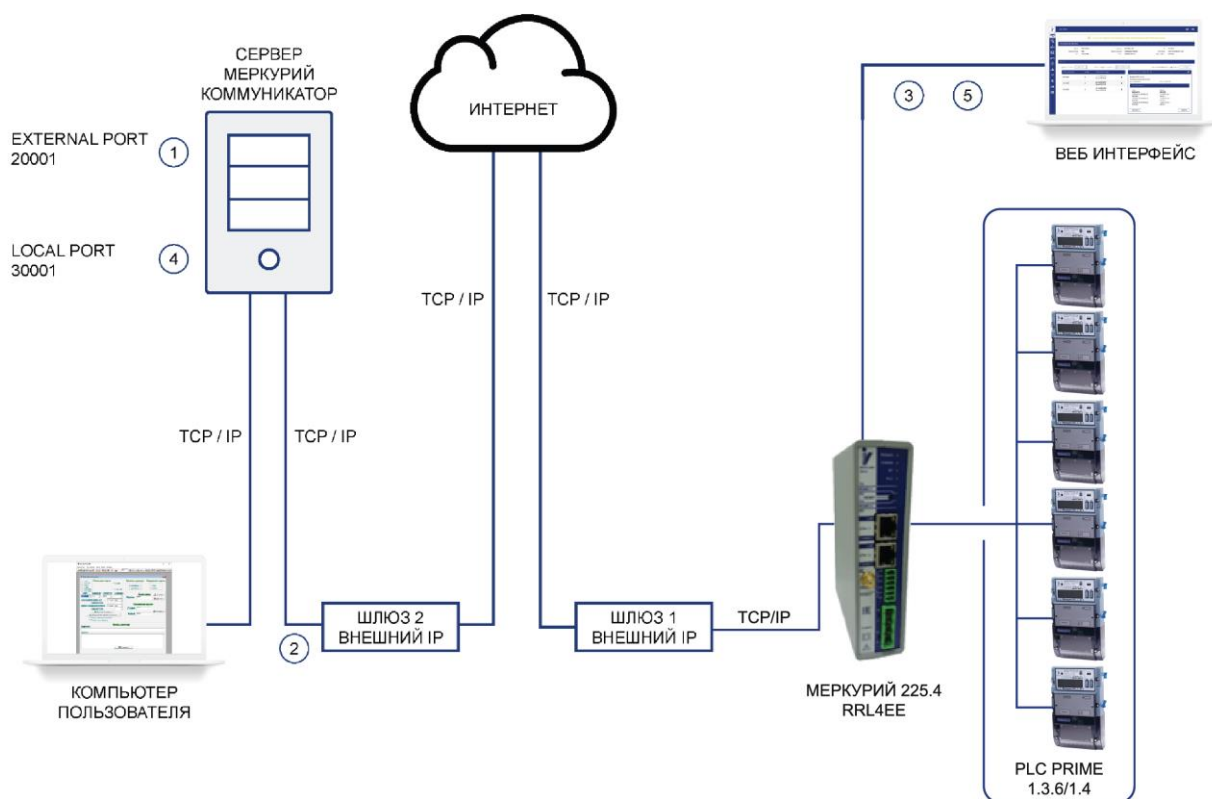 СЕРВЕР
МЕРКУРИЙ
КОММУНИКАТОР
EXTERNAL PORT
20001
1
LOCAL PORT
30001
4
ИНТЕРНЕТ
3
5
ВЕБ ИНТЕРФЕЙС
TCP / IP
TCP / IP
TCP / IP
TCP / IP
2
ШЛЮЗ 2
ВНЕШНИЙ IP
ШЛЮЗ 1
ВНЕШНИЙ IP
TCP/IP
КОМПЬЮТЕР
ПОЛЬЗОВАТЕЛЯ
МЕРКУРИЙ 225.4
RRL4EE
PLC PRIME
1.3.6/1.4